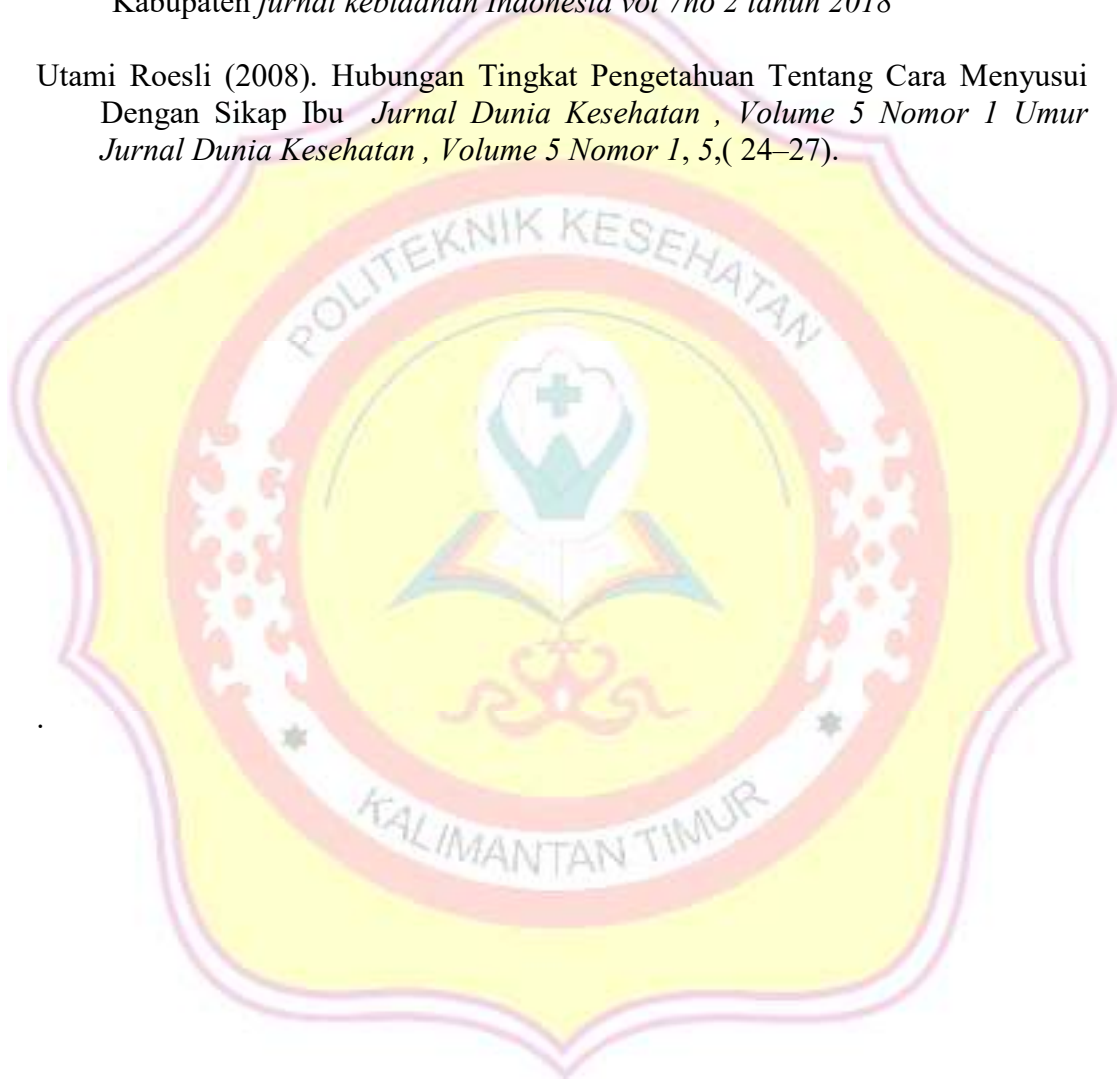 Kabupaten jurnal kebidanan Indonesia vol 7no 2 tahun 2018
Utami Roesli (2008). Hubungan Tingkat Pengetahuan Tentang Cara Menyusui
Dengan Sikap Ibu Jurnal Dunia Kesehatan , Volume 5 Nomor 1 Umur
Jurnal Dunia Kesehatan , Volume 5 Nomor 1, 5,( 24–27).
POLITEKNIK KESEHATAN
.
KALIMANTAN TIMUR